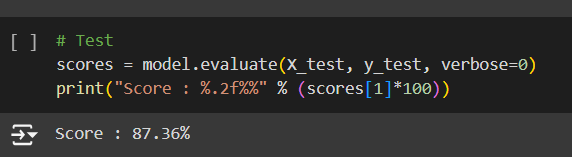 [ ] # Test
scores = model.evaluate(X_test, y_test, verbose=0)
print("Score : %.2f%%" % (scores[1]*100))
Score : 87.36%